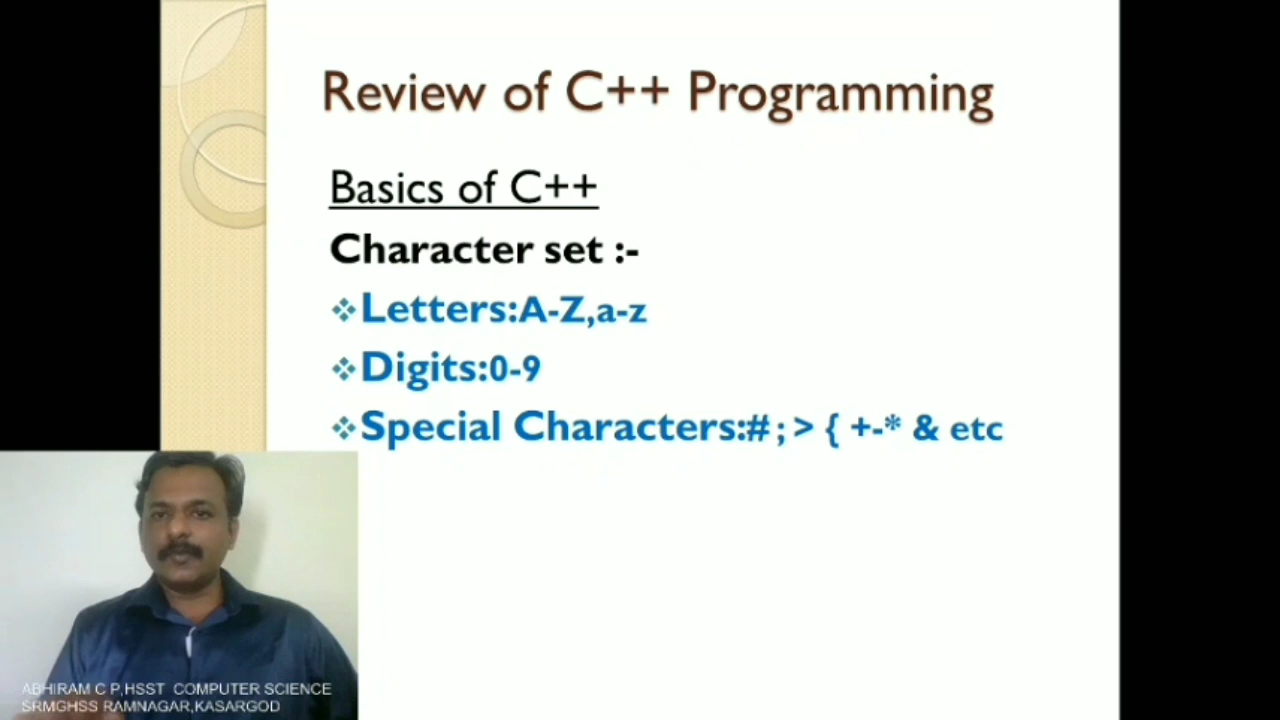 Review of C++ Programming
Basics of C++
Character set :-
Letters:A-Z,a-z
Digits:0-9
Special Characters:# ; > { +-* & etc
ABHIRAM C P,HSST COMPUTER SCIENCE
SRMGHSS RAMNAGAR,KASARGOD